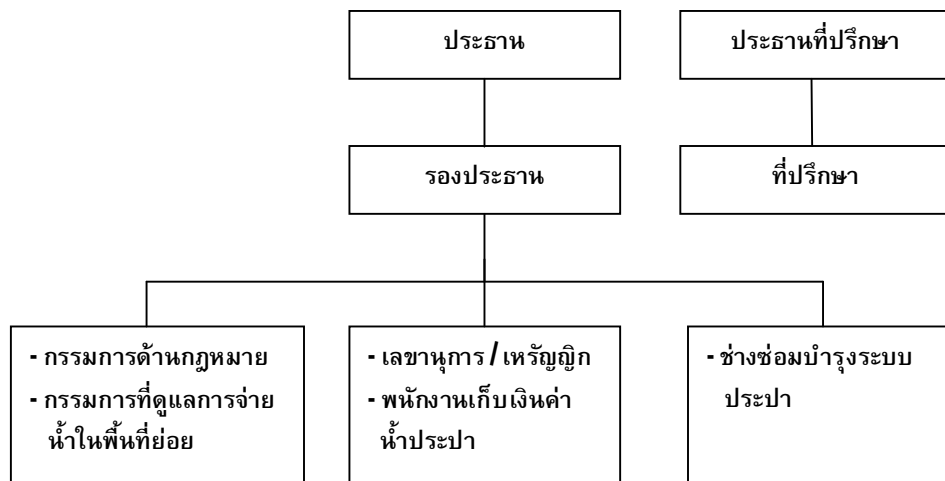 ประธาน
ประธานที่ปรึกษา
รองประธาน
ที่ปรึกษา
- กรรมการด้านกฎหมาย
- กรรมการที่ดูแลการจ่าย
น้ำในพื้นที่ย่อย
- เลขานุการ / เหรัญญิก
- พนักงานเก็บเงินค่า
น้ำประปา
- ช่างซ่อมบำรุงระบบ
ประปา